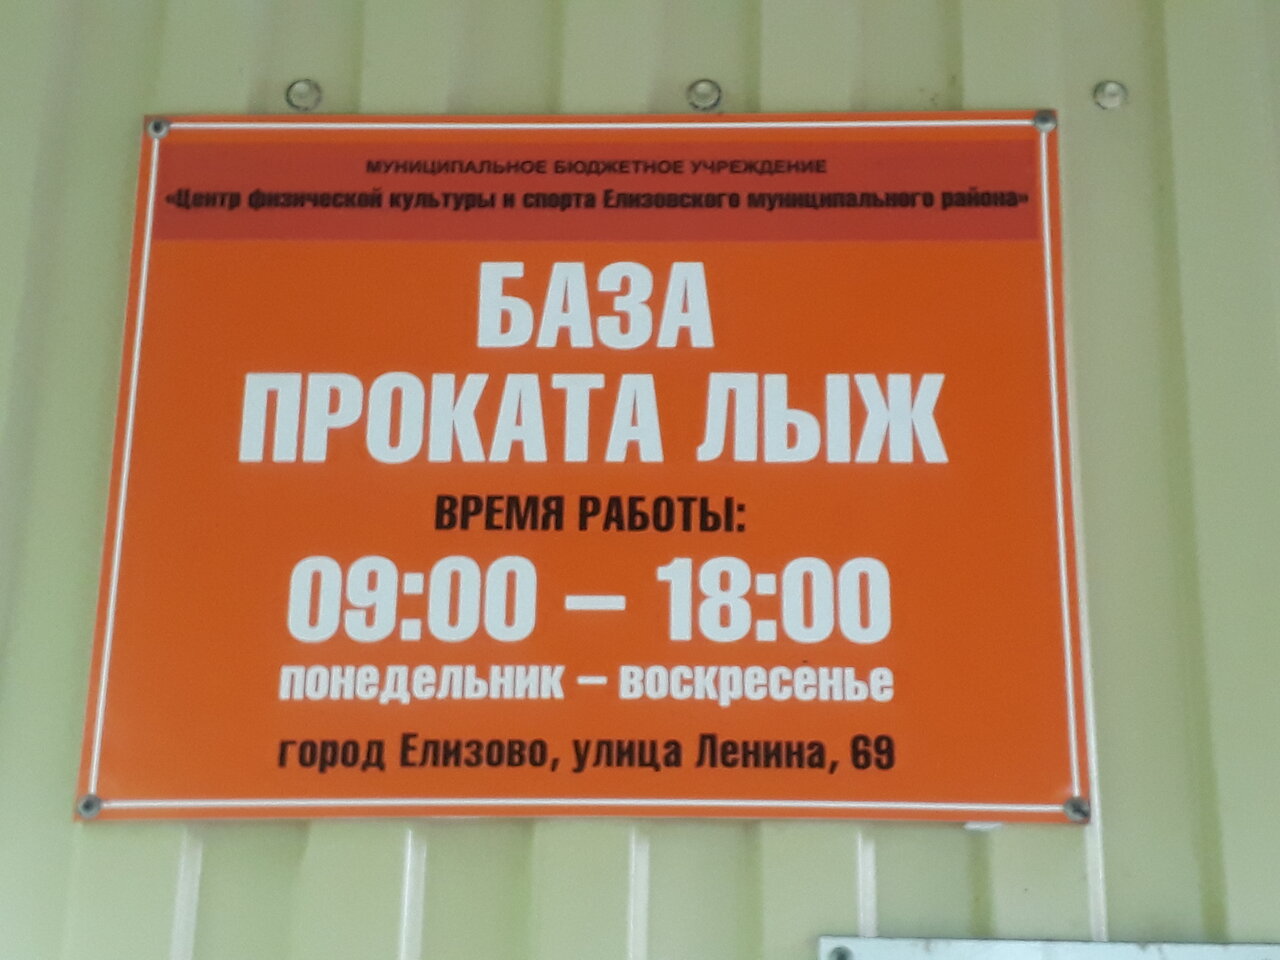 МУНИЦИПАЛЬНОЕ БЮДЖЕТНОЕ УЧРЕЖДЕНИЕ
«Центр физической культуры и спорта Елизовского муниципального района»
БАЗА
ПРОКАТА ЛЫЖ
ВРЕМЯ РАБОТЫ:
09:00 – 18:00
понедельник – воскресенье
город Елизово, улица Ленина, 69